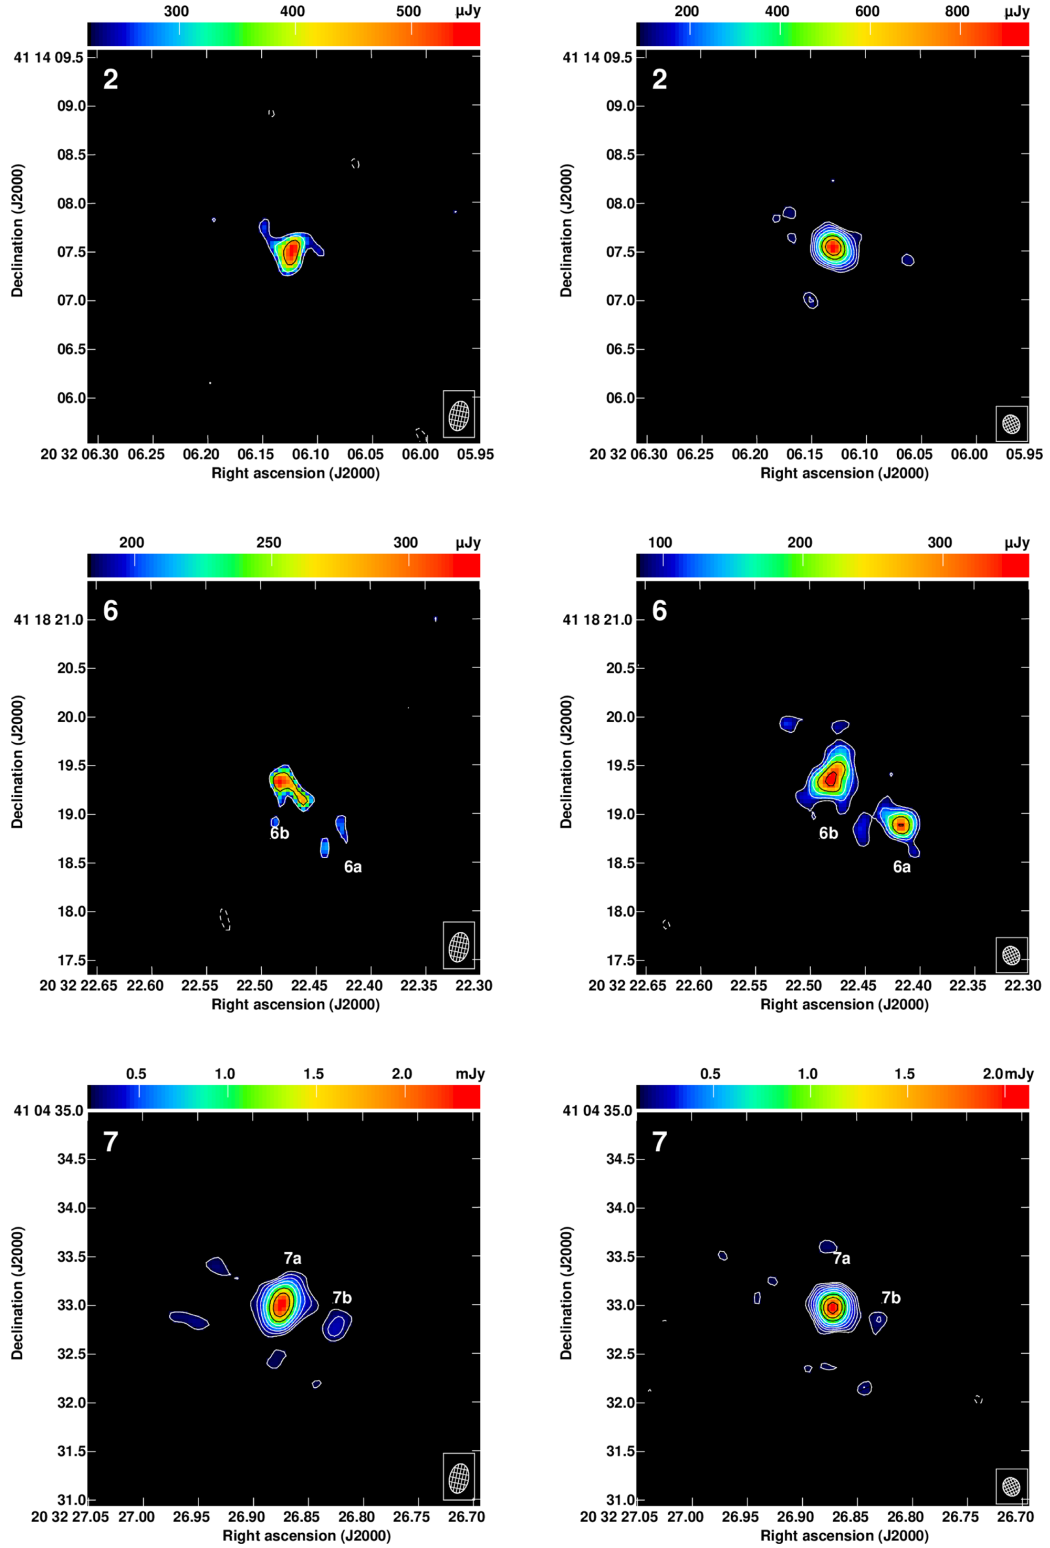 300 400 500 μJy
41 14 09.5
2
09.0
08.5
08.0
07.5
07.0
06.5
06.0
Declination (J2000)
20 32 06.30 06.25 06.20 06.15 06.10 06.05 06.00 05.95
Right ascension (J2000)
200 400 600 800 μJy
41 14 09.5
2
09.0
08.5
08.0
07.5
07.0
06.5
06.0
Declination (J2000)
20 32 06.30 06.25 06.20 06.15 06.10 06.05 06.00 05.95
Right ascension (J2000)
200 250 300 μJy
6
41 18 21.0
20.5
20.0
19.5
19.0
18.5
18.0
17.5
Declination (J2000)
6b
6a
20 32 22.65 22.60 22.55 22.50 22.45 22.40 22.35 22.30
Right ascension (J2000)
100 200 300 μJy
6
41 18 21.0
20.5
20.0
19.5
19.0
18.5
18.0
17.5
Declination (J2000)
6b
6a
20 32 22.65 22.60 22.55 22.50 22.45 22.40 22.35 22.30
Right ascension (J2000)
0.5 1.0 1.5 2.0 mJy
41 04 35.0
7
34.5
34.0
33.5
33.0
32.5
32.0
31.5
31.0
Declination (J2000)
7a
7b
20 32 27.05 27.00 26.95 26.90 26.85 26.80 26.75 26.70
Right ascension (J2000)
0.5 1.0 1.5 2.0 mJy
41 04 35.0
7
34.5
34.0
33.5
33.0
32.5
32.0
31.5
31.0
Declination (J2000)
7a
7b
20 32 27.05 27.00 26.95 26.90 26.85 26.80 26.75 26.70
Right ascension (J2000)